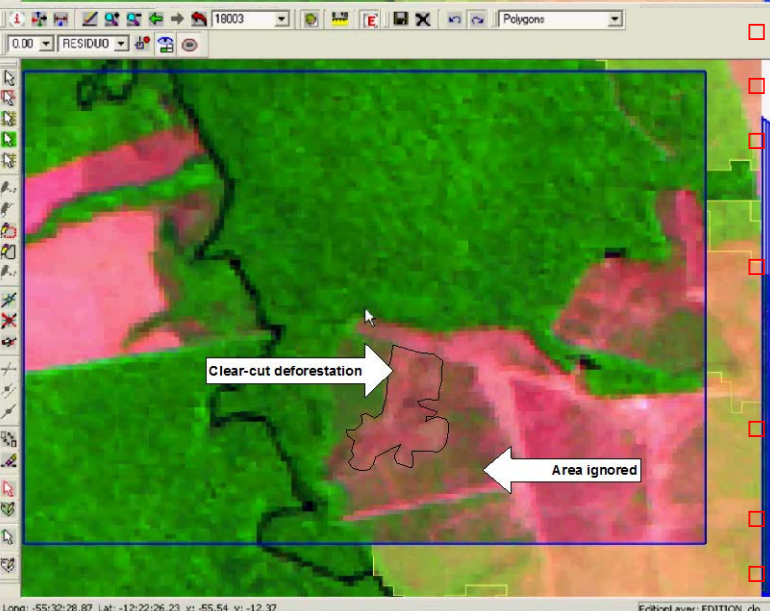 18003
Polygons
0.00
RESIDUO
Clear-cut deforestation
Area ignored
Long: -55:32:28.87 Lat: -12:22:26.23 x: -55.54 y: -12.37
EditionLayer: EDITION_clo